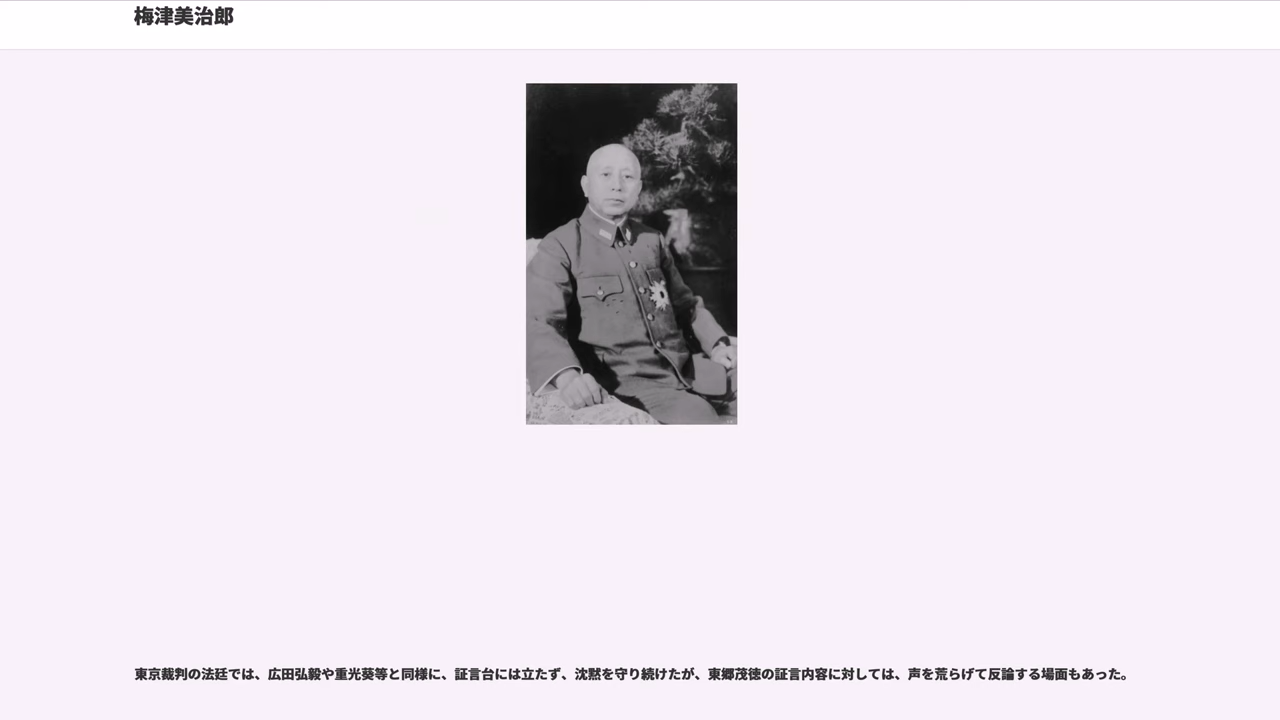 梅津美治郎
東京裁判の法廷では、広田弘毅や重光葵等と同様に、証言台には立たず、沈黙を守り続けたが、東郷茂徳の証言内容に対しては、声を荒らげて反論する場面もあった。